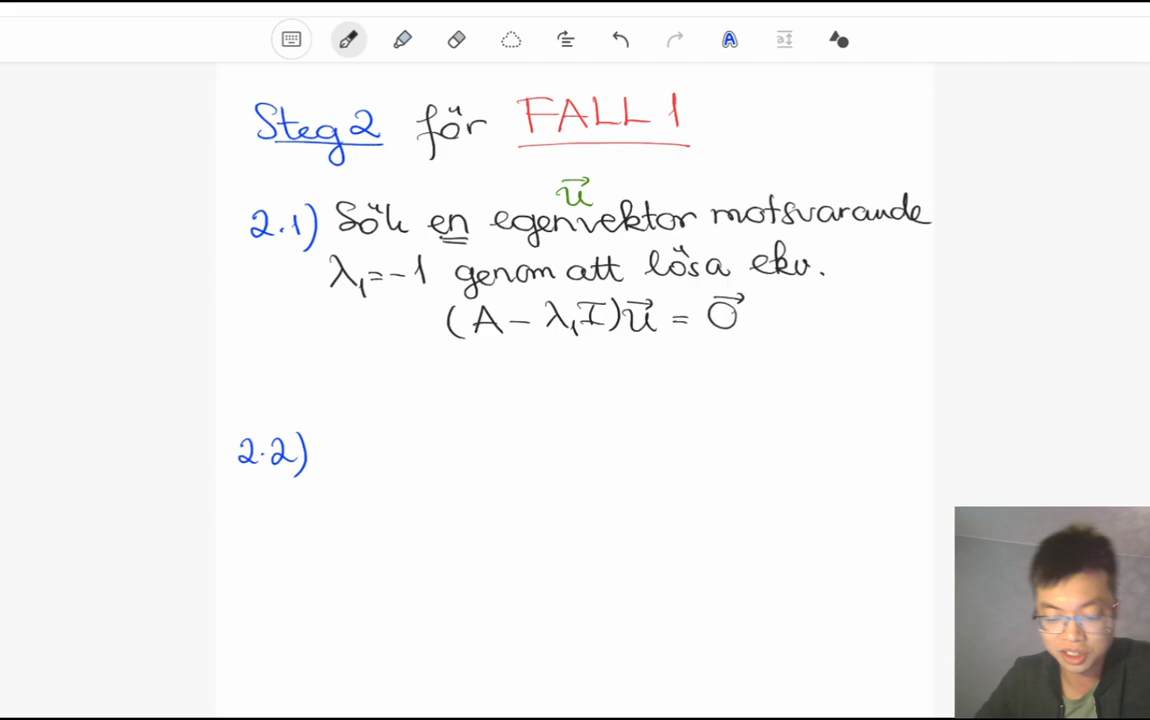 Steg 2 för FALL 1
u⃗
2.1) Sök en egenvektor motsvarande
λ₁=-1 genom att lösa ekv.
(A - λ₁I)u⃗ = 0⃗
2.2)